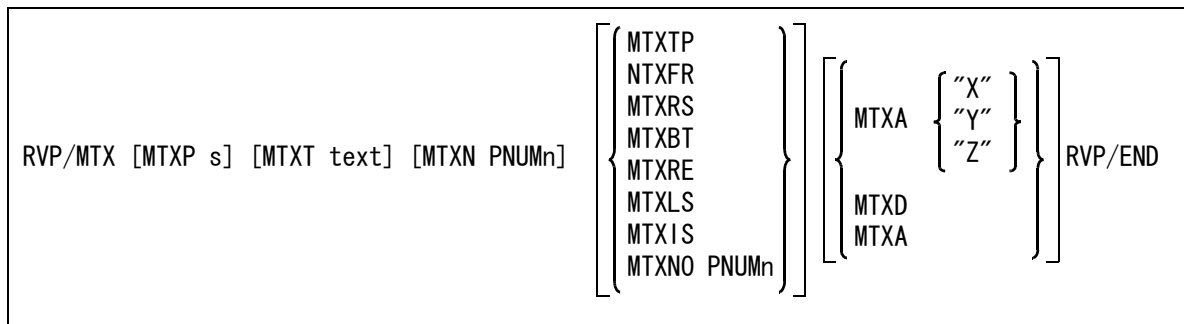 RVP/MTX [MTXP s] [MTXT text] [MTXN PNUMn]
MTXTP
NTXFR
MTXRS
MTXBT
MTXRE
MTXLS
MTXIS
MTXNO PNUMn
MTXA
"X"
"Y"
"Z"
MTXD
MTXA
RVP/END